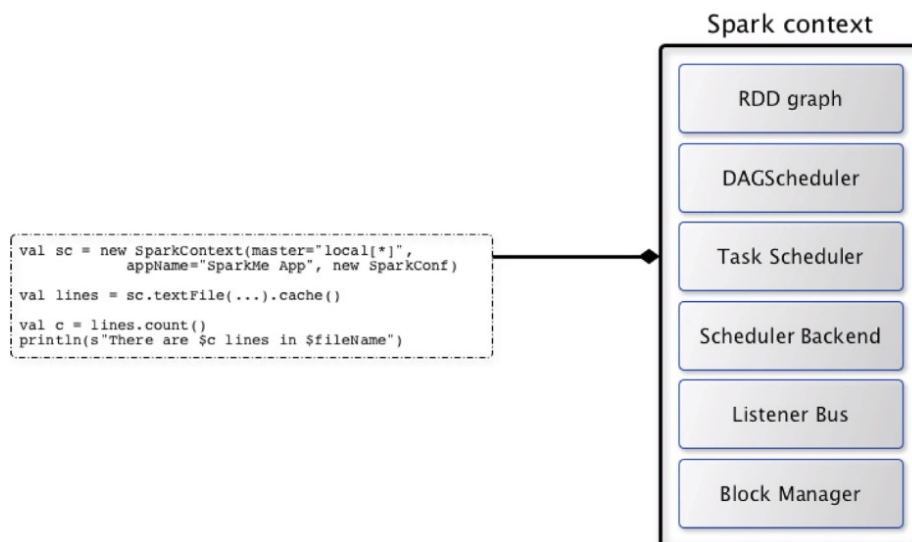 Spark context
RDD graph
DAGScheduler
Task Scheduler
Scheduler Backend
Listener Bus
Block Manager
val sc = new SparkContext(master="local[*]",
appName="SparkMe App", new SparkConf)
val lines = sc.textFile(...).cache()
val c = lines.count()
println(s"There are $c lines in $fileName")